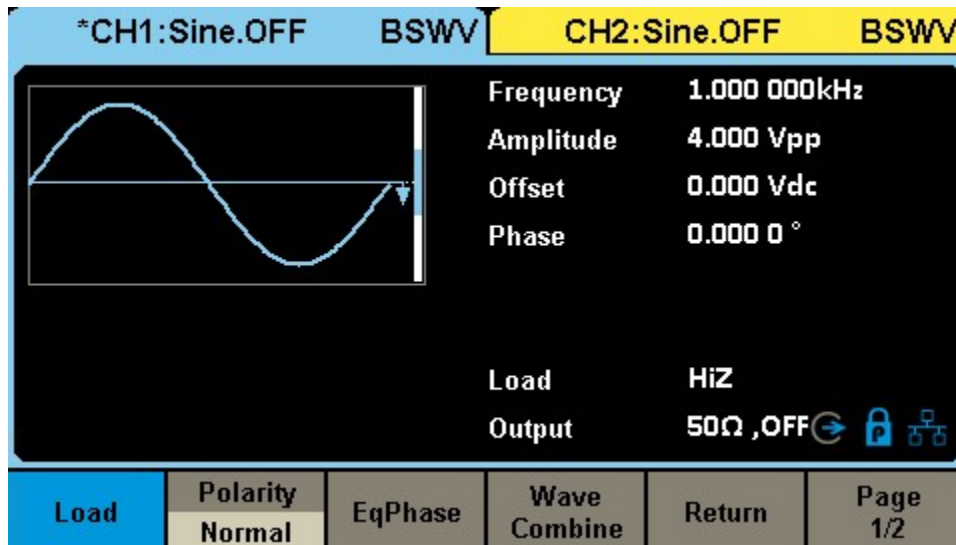 *CH1:Sine.OFF BSWV CH2:Sine.OFF BSWV
Frequency 1.000 000kHz
Amplitude 4.000 Vpp
Offset 0.000 Vdc
Phase 0.000 0 °
Load HiZ
Output 50Ω ,OFF P
Load Polarity Normal EqPhase Wave Combine Return Page 1/2